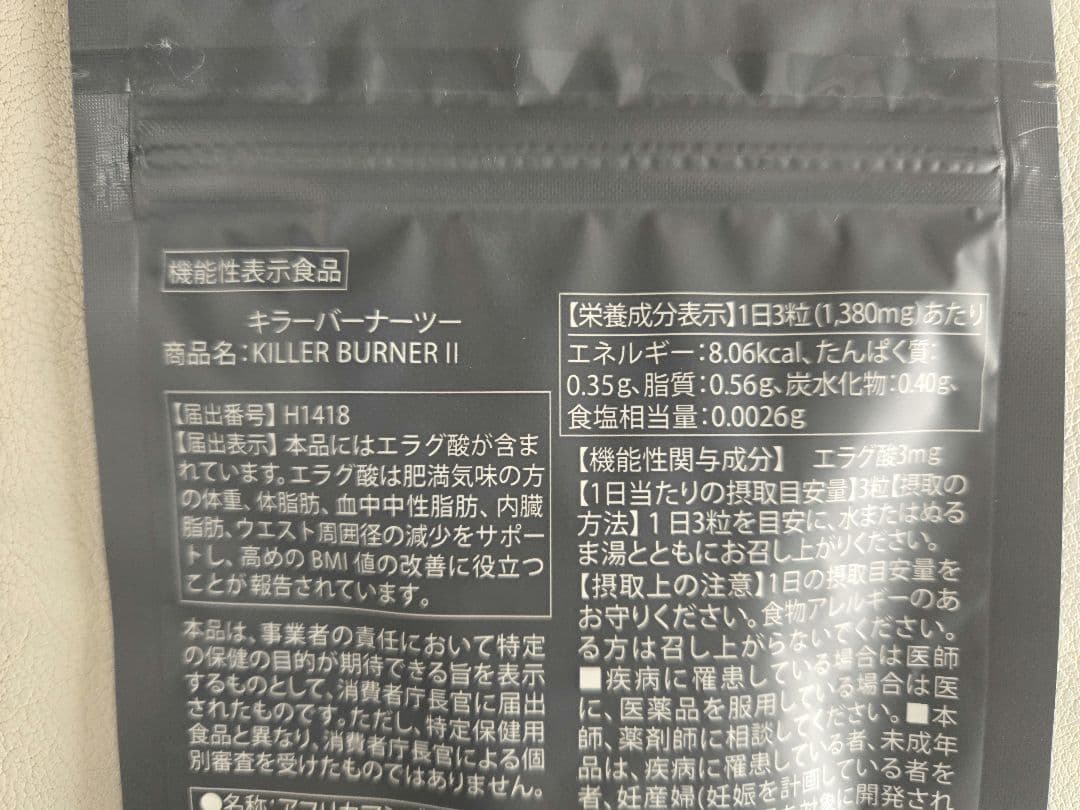 機能性表示食品
キラーバーナーツー
商品名：KILLER BURNER II
【届出番号】H1418
【届出表示】本品にはエラグ酸が含ま
れています。エラグ酸は肥満気味の方
の体重、体脂肪、血中中性脂肪、内臓
脂肪、ウエスト周囲径の減少をサポー
トし、高めのBMI値の改善に役立つ
ことが報告されています。
本品は、事業者の責任において特定
の保健の目的が期待できる旨を表示
するものとして、消費者庁長官に届出
されたものです。ただし、特定保健用
食品と異なり、消費者庁長官による個
別審査を受けたものではありません。
●名称：アフリカマン
【栄養成分表示】1日3粒(1,380mg)あたり
エネルギー：8.06kcal、たんぱく質：
0.35g、脂質：0.56g、炭水化物：0.40g、
食塩相当量：0.0026g
【機能性関与成分】 エラグ酸3mg
【1日当たりの摂取目安量】3粒【摂取の
方法】1日3粒を目安に、水またはぬる
ま湯とともにお召し上がりください。
【摂取上の注意】1日の摂取目安量を
お守りください。食物アレルギーのあ
る方は召し上がらないでください。
■疾病に罹患している場合は医師
に、医薬品を服用している場合は医
師、薬剤師に相談してください。■本
品は、疾病に罹患している者、未成年
者、妊産婦(妊娠を計画している者を
対象に開発され